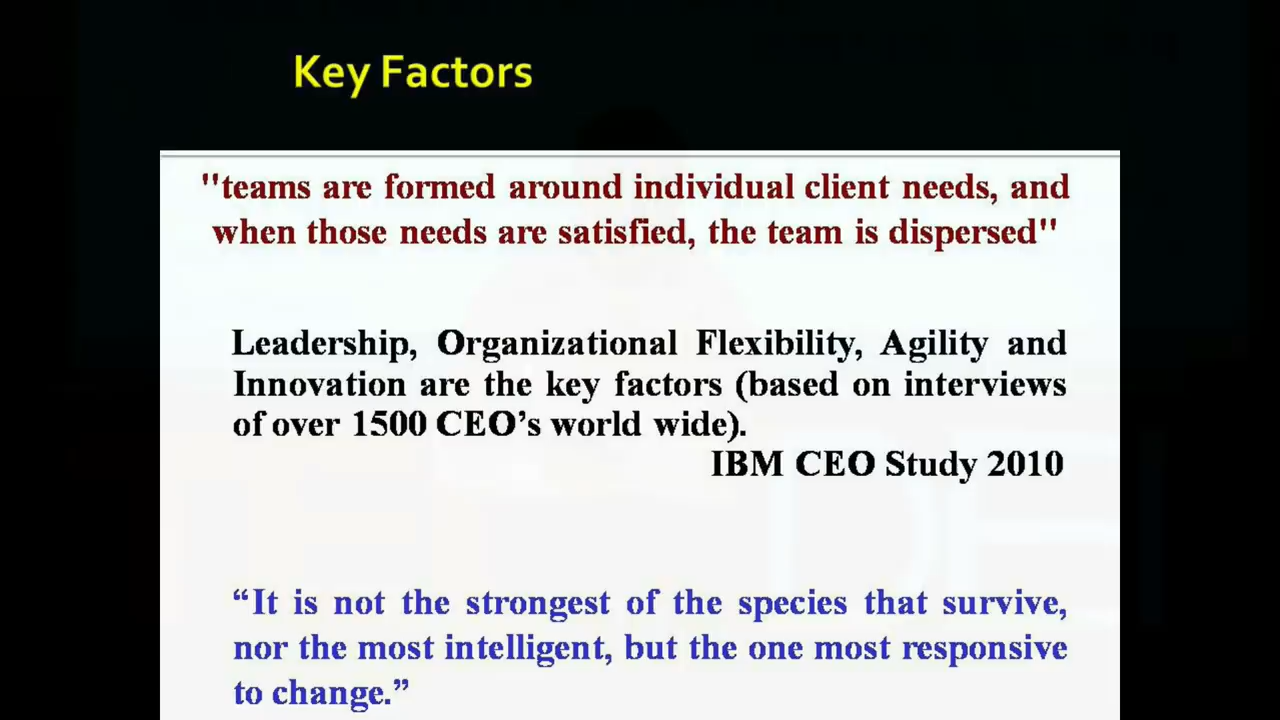 Key Factors
"teams are formed around individual client needs, and
when those needs are satisfied, the team is dispersed"
Leadership, Organizational Flexibility, Agility and
Innovation are the key factors (based on interviews
of over 1500 CEO’s world wide).
IBM CEO Study 2010
“It is not the strongest of the species that survive,
nor the most intelligent, but the one most responsive
to change.”